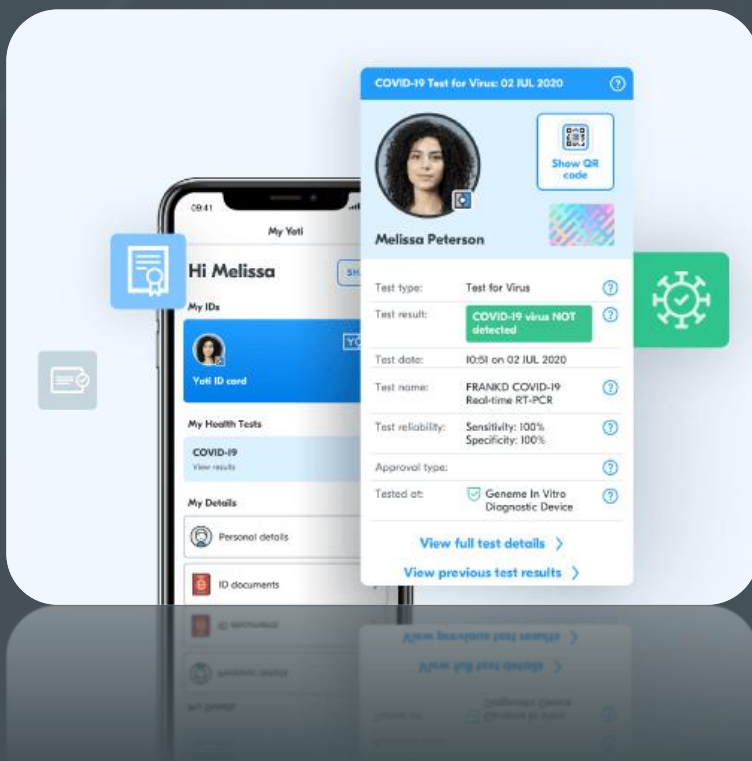 09:41
My Yoti
Hi Melissa
SH
My IDs
YO
Yoti ID card
My Health Tests
COVID-19
View results
My Details
Personal details
ID documents
COVID-19 Test for Virus: 02 JUL 2020
Show QR
code
Melissa Peterson
Test type: Test for Virus
Test result: COVID-19 virus NOT
detected
Test date: 10:51 on 02 JUL 2020
Test name: FRANKD COVID-19
Real-time RT-PCR
Test reliability: Sensitivity: 100%
Specificity: 100%
Approval type:
Tested at: Geneme In Vitro
Diagnostic Device
View full test details
View previous test results